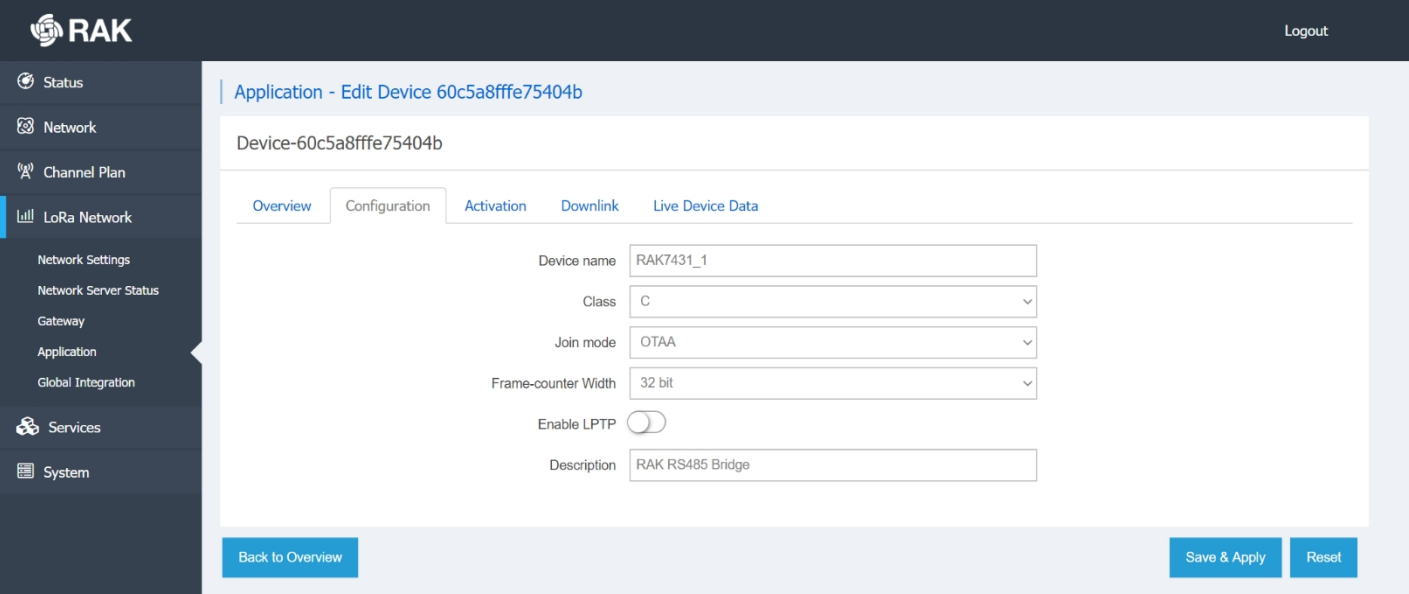 RAK
Logout
Status
Network
Channel Plan
LoRa Network
Network Settings
Network Server Status
Gateway
Application
Global Integration
Services
System
Application - Edit Device 60c5a8fffe75404b
Device-60c5a8fffe75404b
Overview Configuration Activation Downlink Live Device Data
Device name RAK7431_1
Class C
Join mode OTAA
Frame-counter Width 32 bit
Enable LPTP
Description RAK RS485 Bridge
Back to Overview Save & Apply Reset